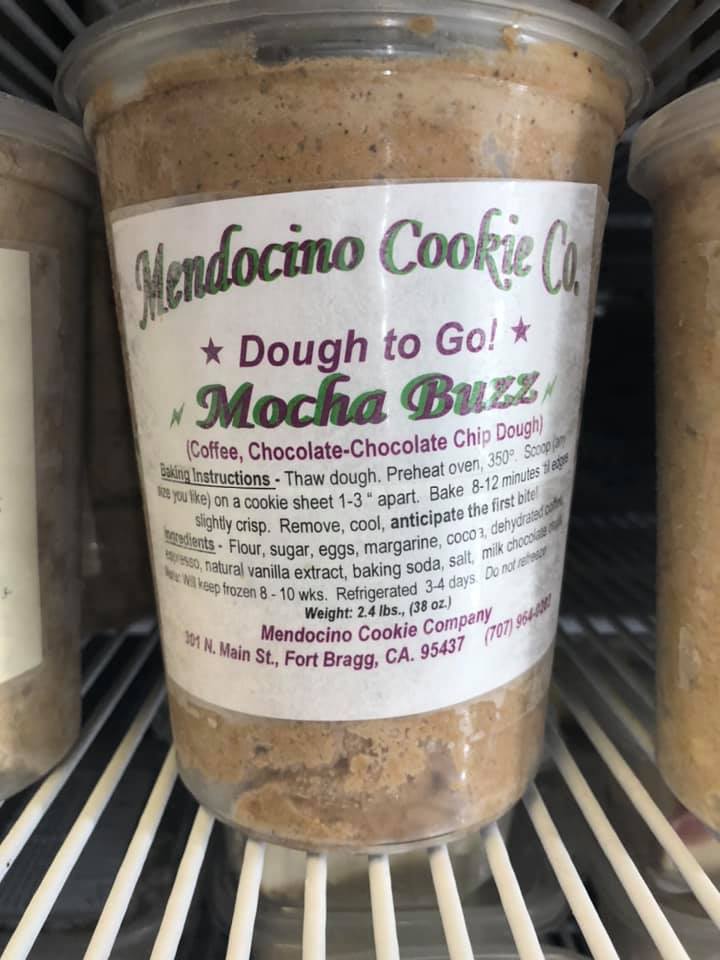 Mendocino Cookie Co.
Dough to Go!
Mocha Buzz
(Coffee, Chocolate-Chocolate Chip Dough)
Baking Instructions - Thaw dough. Preheat oven, 350°. Scoop (any
size you like) on a cookie sheet 1-3 " apart. Bake 8-12 minutes 'til edges
slightly crisp. Remove, cool, anticipate the first bite!
Ingredients - Flour, sugar, eggs, margarine, cocoa, dehydrated coffee,
espresso, natural vanilla extract, baking soda, salt, milk chocolate
Will keep frozen 8 - 10 wks. Refrigerated 3-4 days. Do not refreeze
Weight: 2.4 lbs., (38 oz.)
Mendocino Cookie Company
301 N. Main St., Fort Bragg, CA. 95437 (707) 964-